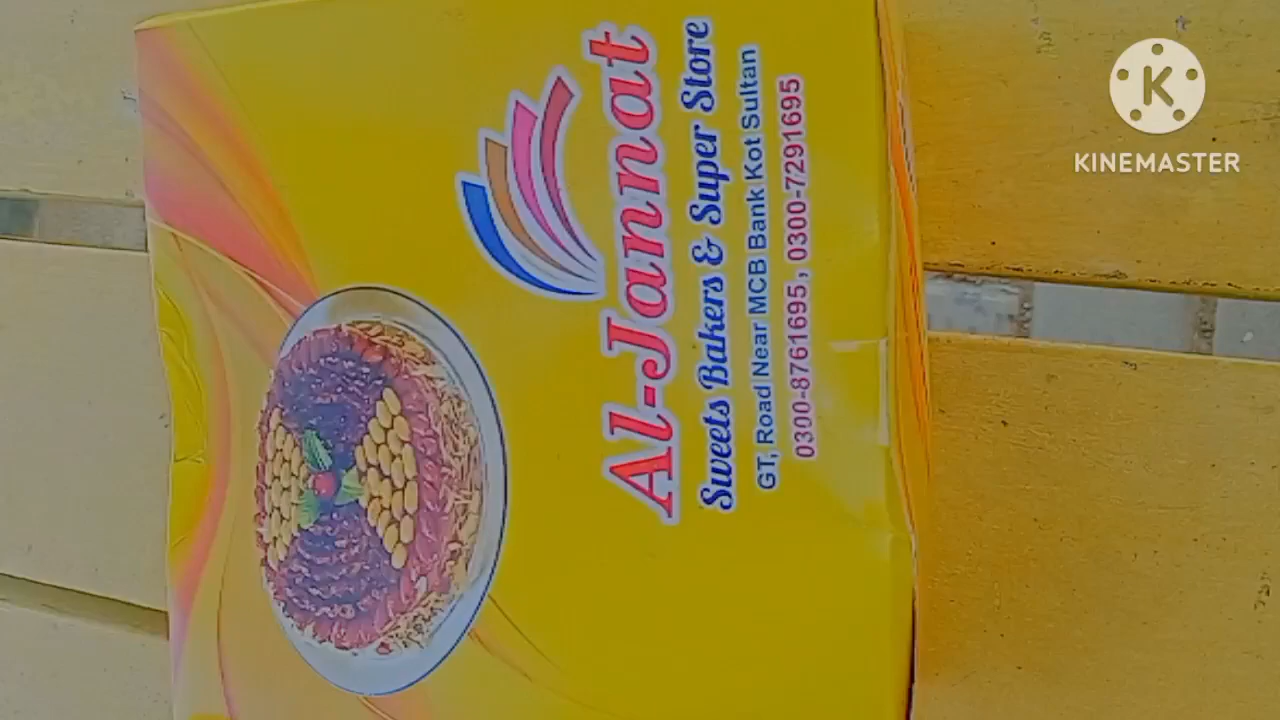 Al-Jannat
Sweets Bakers & Super Store
GT, Road Near MCB Bank Kot Sultan
0300-8761695, 0300-7291695
K
KINEMASTER